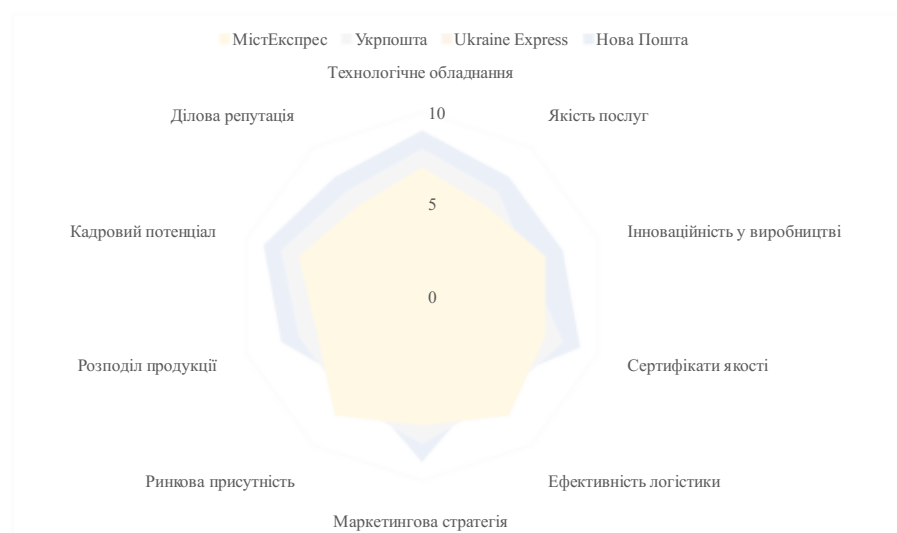 МістЕкспрес Укрпошта Ukraine Express Нова Пошта
Технологічне обладнання
Ділова репутація
10
Якість послуг
5
Кадровий потенціал
Інноваційність у виробництві
0
Розподіл продукції
Сертифікати якості
Ринкова присутність
Ефективність логістики
Маркетингова стратегія